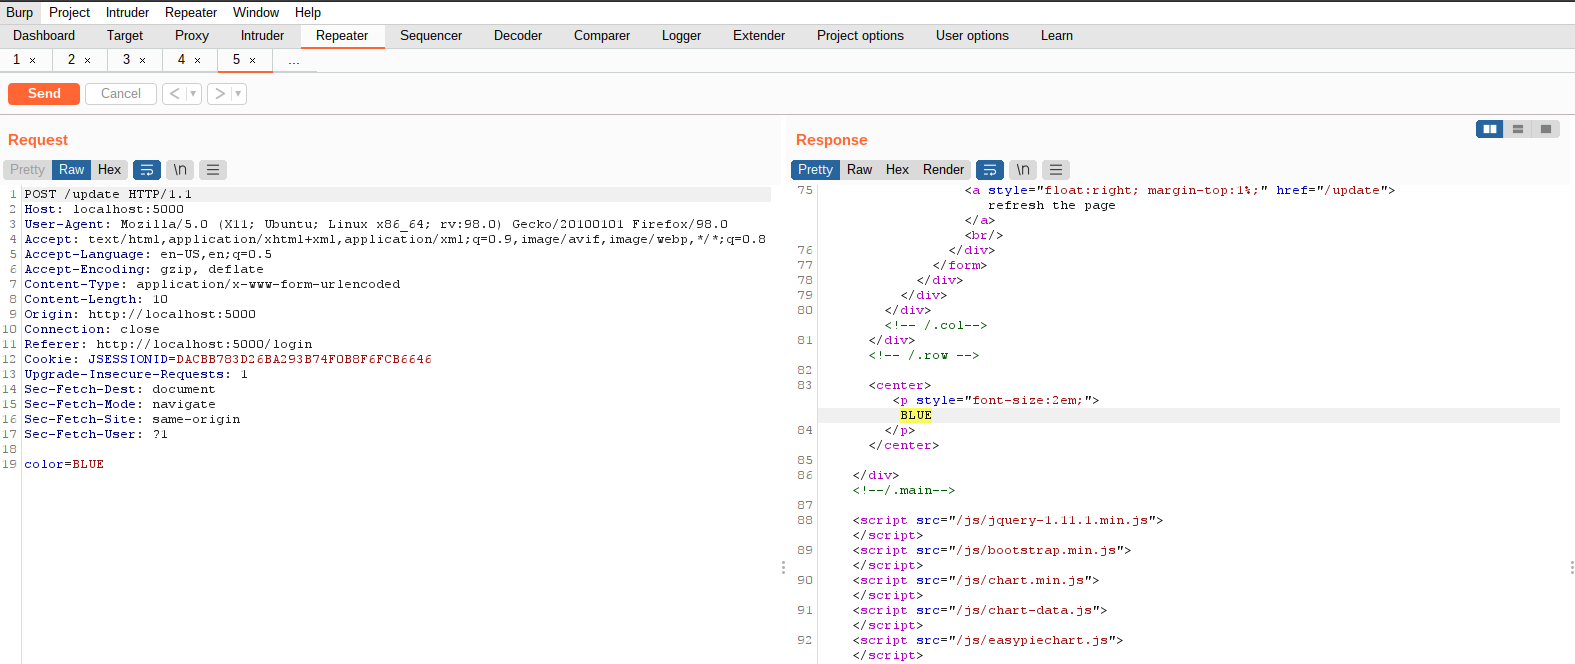 Burp Project Intruder Repeater Window Help
Dashboard Target Proxy Intruder Repeater Sequencer Decoder Comparer Logger Extender Project options User options Learn
1 × 2 × 3 × 4 × 5 × ...
Send Cancel < ▼ > ▼
Request
Pretty Raw Hex \n
1 POST /update HTTP/1.1
2 Host: localhost:5000
3 User-Agent: Mozilla/5.0 (X11; Ubuntu; Linux x86_64; rv:98.0) Gecko/20100101 Firefox/98.0
4 Accept: text/html,application/xhtml+xml,application/xml;q=0.9,image/avif,image/webp,*/*;q=0.8
5 Accept-Language: en-US,en;q=0.5
6 Accept-Encoding: gzip, deflate
7 Content-Type: application/x-www-form-urlencoded
8 Content-Length: 10
9 Origin: http://localhost:5000
10 Connection: close
11 Referer: http://localhost:5000/login
12 Cookie: JSESSIONID=DACBB783D26BA293B74F0B8F6FCB6646
13 Upgrade-Insecure-Requests: 1
14 Sec-Fetch-Dest: document
15 Sec-Fetch-Mode: navigate
16 Sec-Fetch-Site: same-origin
17 Sec-Fetch-User: ?1
18
19 color=BLUE
Response
Pretty Raw Hex Render \n
75 <a style="float:right; margin-top:1%;" href="/update">
refresh the page
</a>
<br/>
76 </div>
77 </form>
78 </div>
79 </div>
80 </div>
<!-- /.col-->
81 </div>
<!-- /.row -->
82
83 <center>
<p style="font-size:2em;">
BLUE
84 </p>
</center>
85
86 </div>
<!--/.main-->
87
88 <script src="/js/jquery-1.11.1.min.js">
</script>
89 <script src="/js/bootstrap.min.js">
</script>
90 <script src="/js/chart.min.js">
</script>
91 <script src="/js/chart-data.js">
</script>
92 <script src="/js/easypiechart.js">
</script>